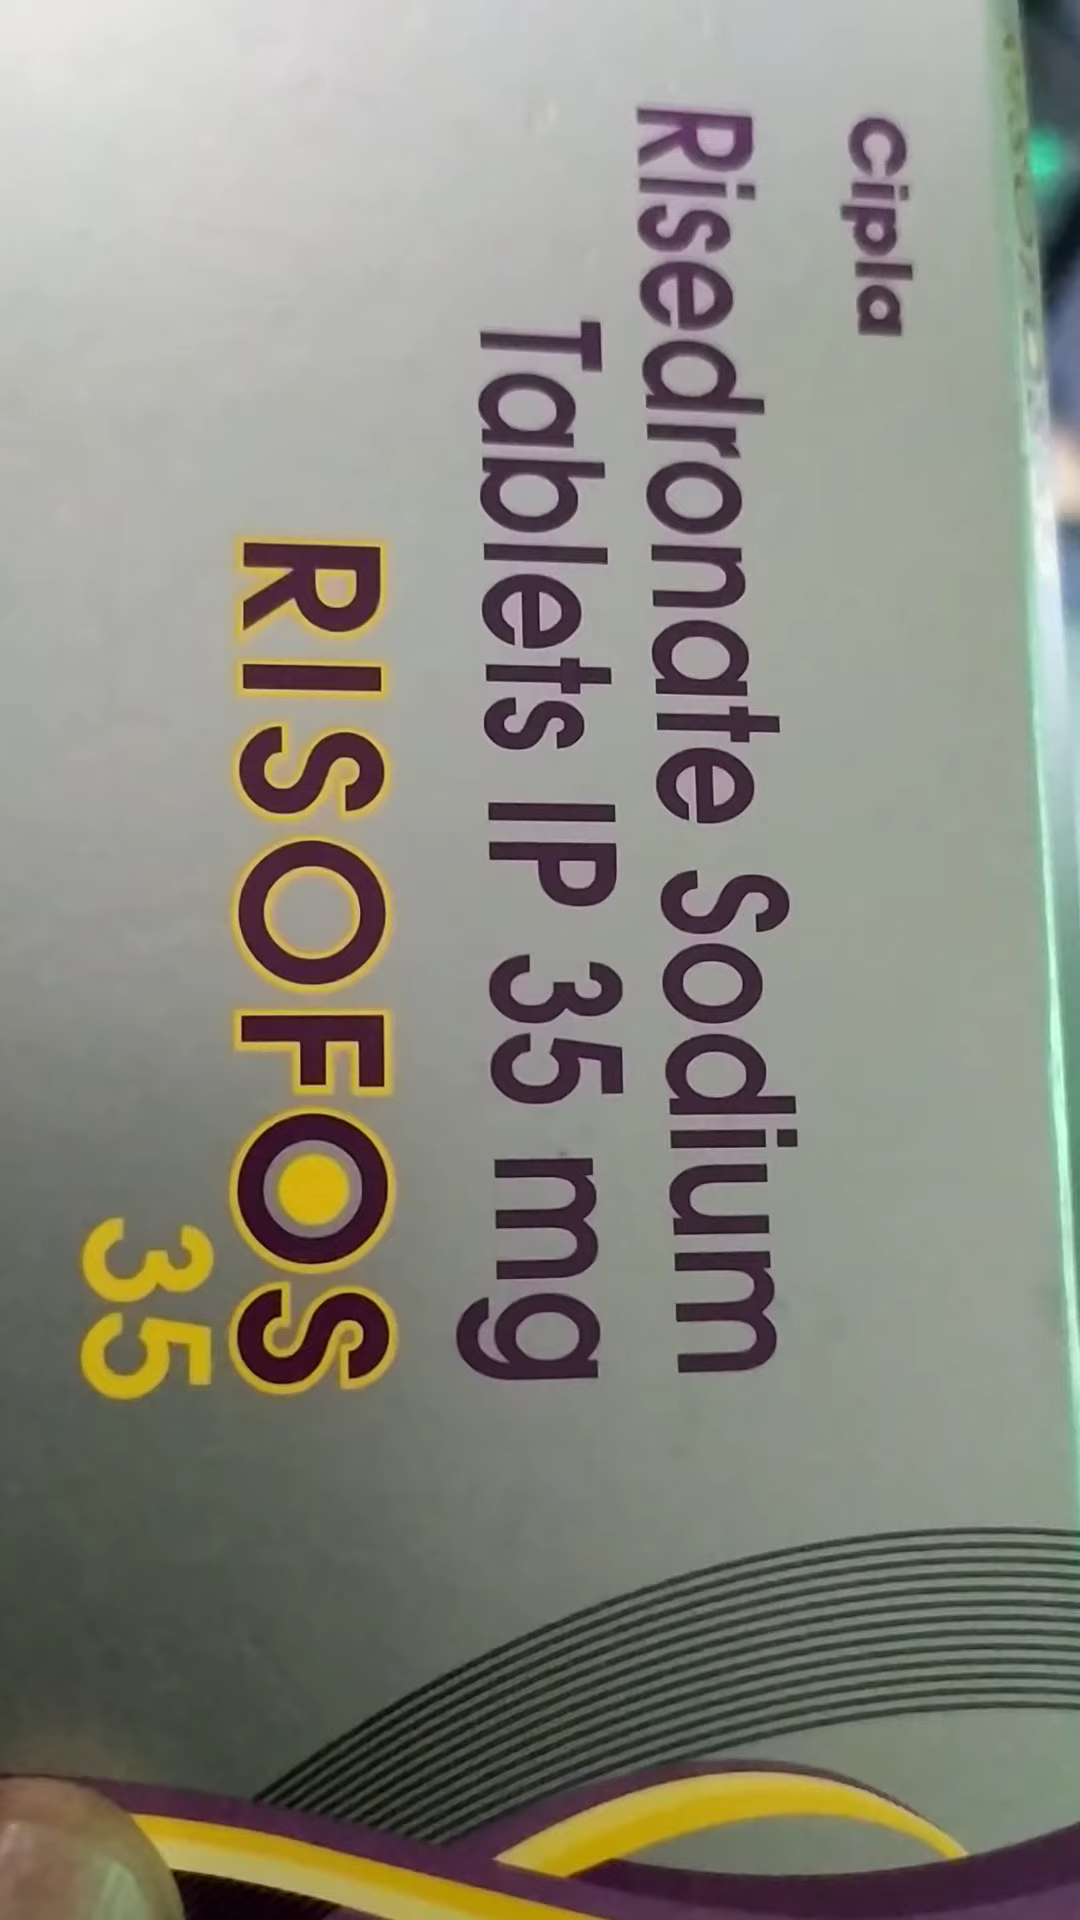 Cipla
Risedronate Sodium
Tablets IP 35 mg
RISOFOS
35